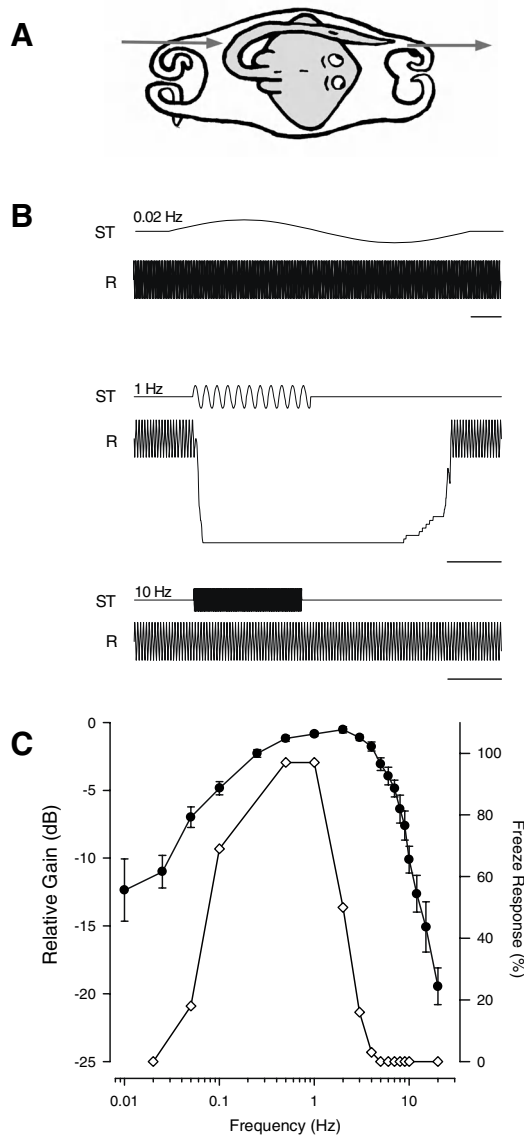 A
B
0.02 Hz
ST
R
1 Hz
ST
R
10 Hz
ST
R
C
0
-5
-10
-15
-20
-25
Relative Gain (dB)
100
80
60
40
20
0
Freeze Response (%)
0.01 0.1 1 10
Frequency (Hz)